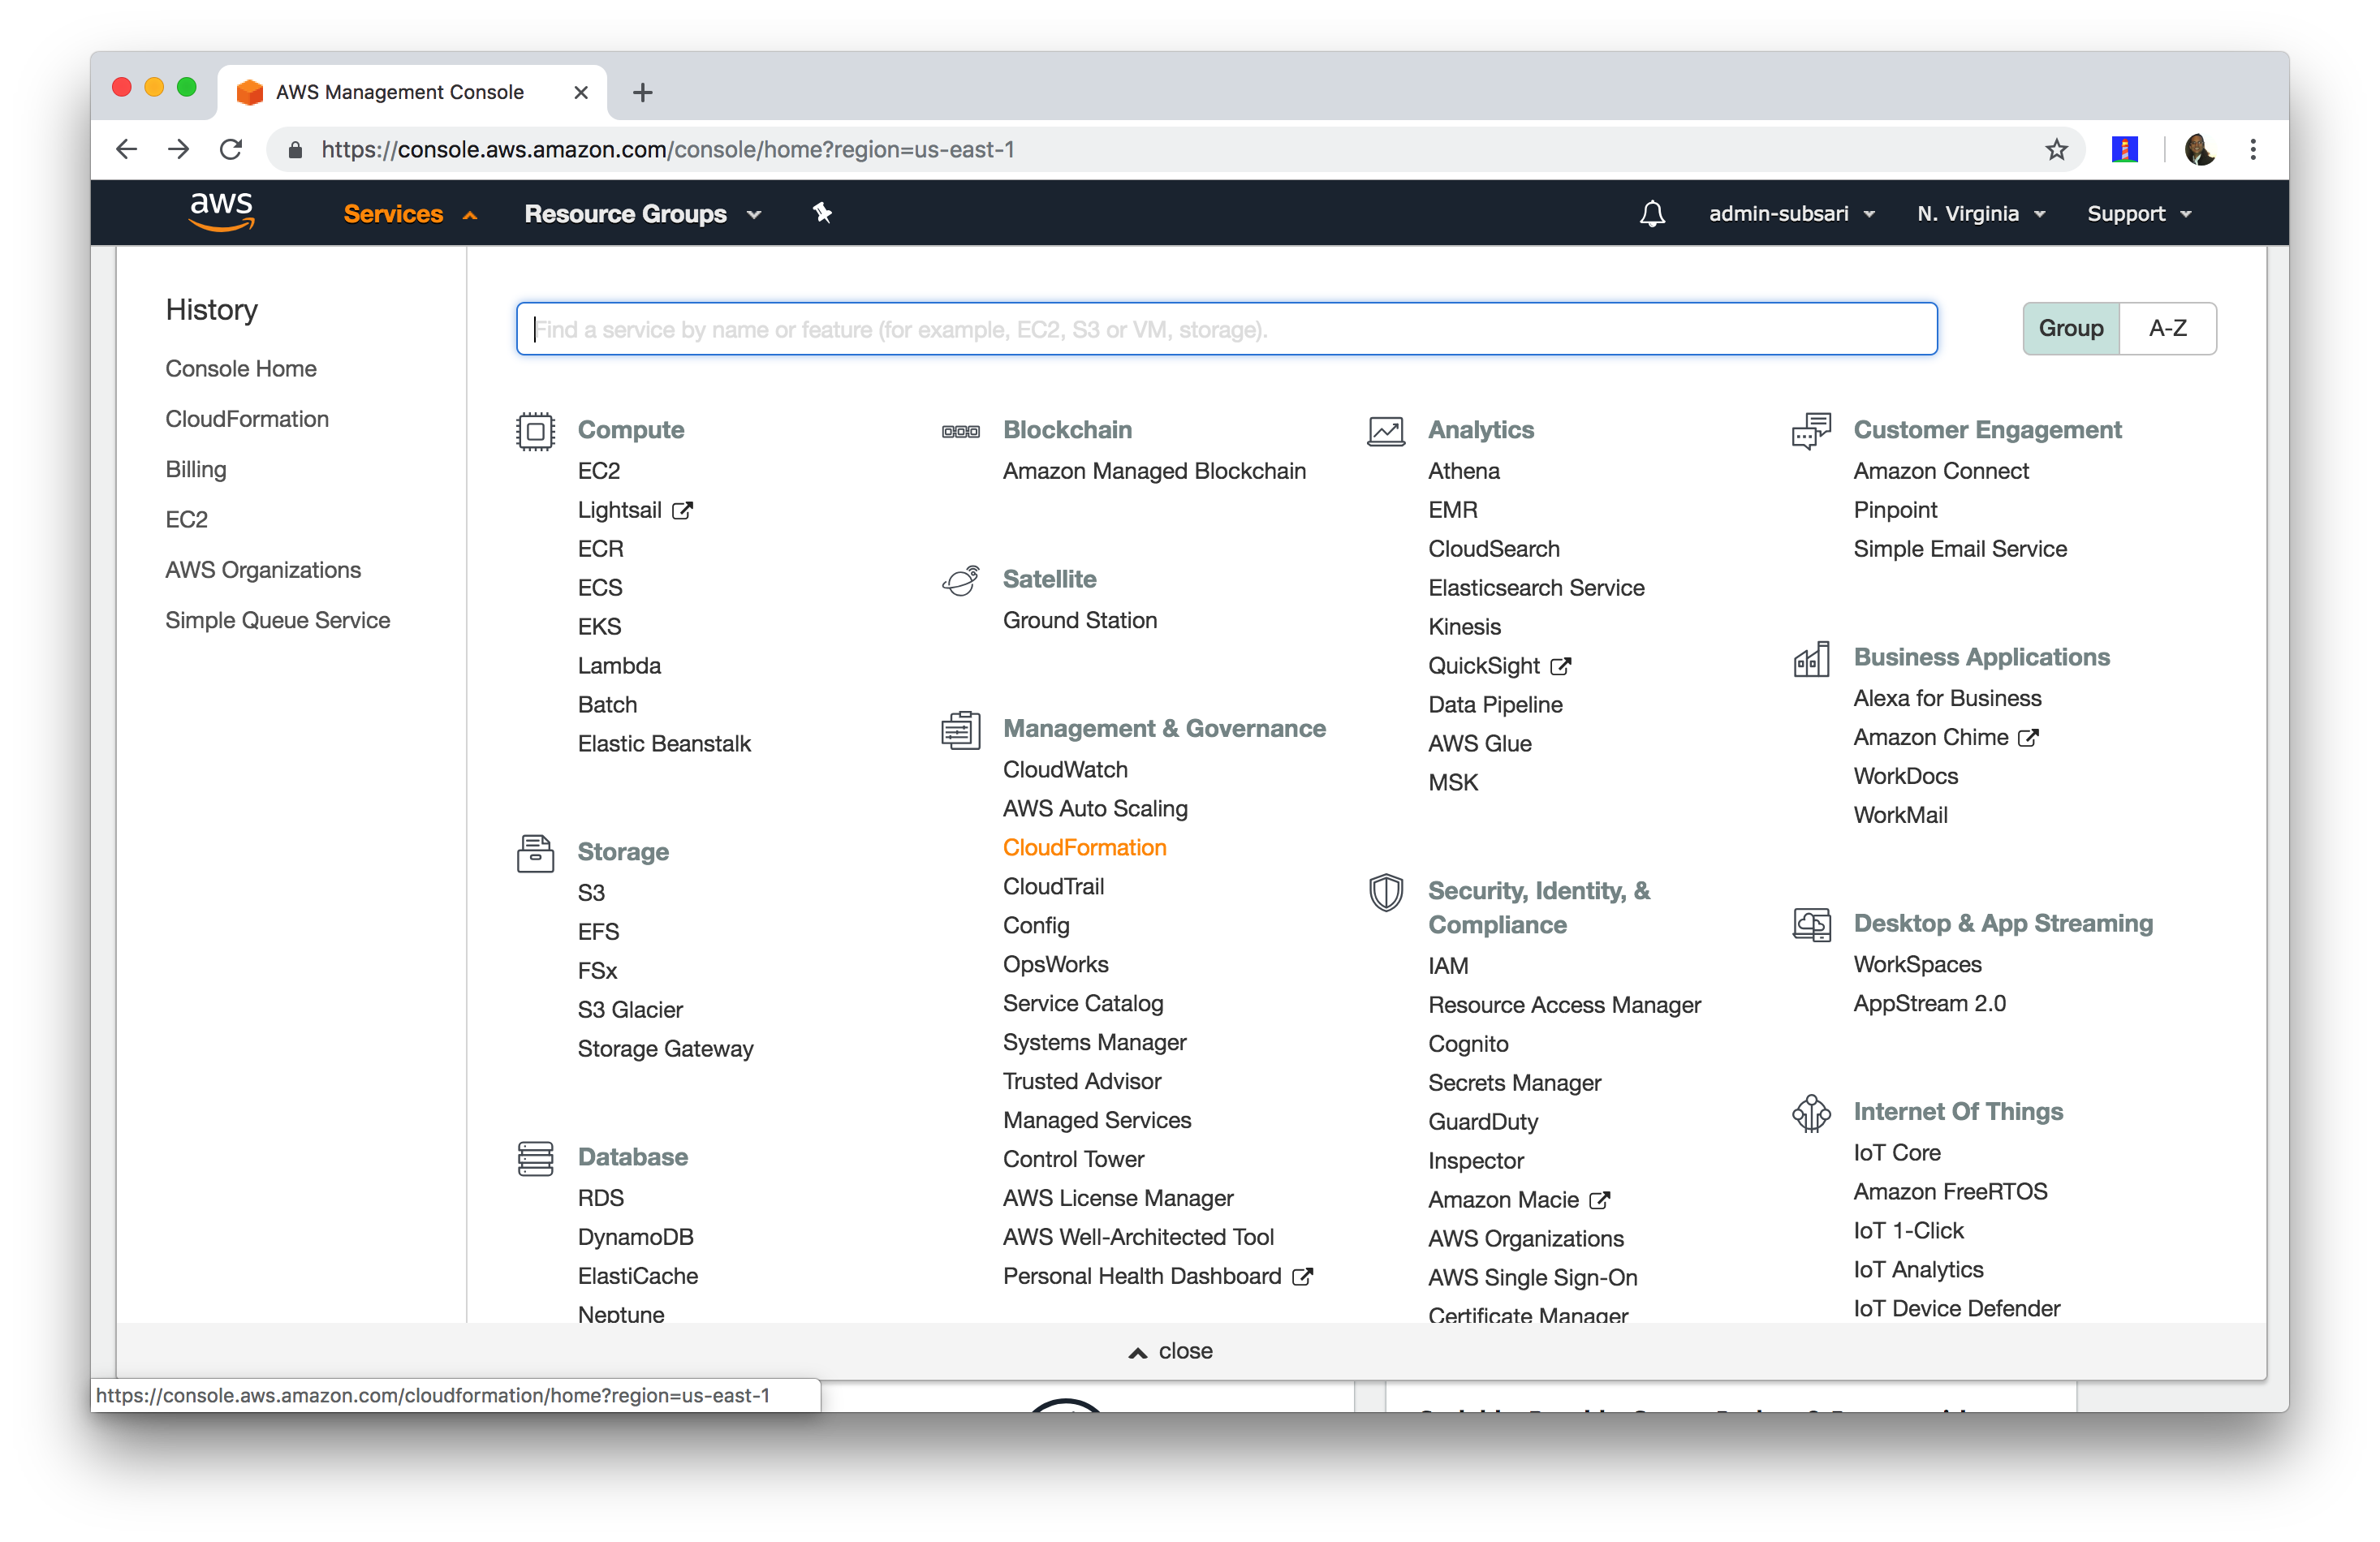 AWS Management Console
https://console.aws.amazon.com/console/home?region=us-east-1
aws
Services
Resource Groups
admin-subsari
N. Virginia
Support
History
Console Home
CloudFormation
Billing
EC2
AWS Organizations
Simple Queue Service
Find a service by name or feature (for example, EC2, S3 or VM, storage).
Group
A-Z
Compute
EC2
Lightsail
ECR
ECS
EKS
Lambda
Batch
Elastic Beanstalk
Storage
S3
EFS
FSx
S3 Glacier
Storage Gateway
Database
RDS
DynamoDB
ElastiCache
Neptune
Blockchain
Amazon Managed Blockchain
Satellite
Ground Station
Management & Governance
CloudWatch
AWS Auto Scaling
CloudFormation
CloudTrail
Config
OpsWorks
Service Catalog
Systems Manager
Trusted Advisor
Managed Services
Control Tower
AWS License Manager
AWS Well-Architected Tool
Personal Health Dashboard
Analytics
Athena
EMR
CloudSearch
Elasticsearch Service
Kinesis
QuickSight
Data Pipeline
AWS Glue
MSK
Security, Identity, &
Compliance
IAM
Resource Access Manager
Cognito
Secrets Manager
GuardDuty
Inspector
Amazon Macie
AWS Organizations
AWS Single Sign-On
Certificate Manager
Customer Engagement
Amazon Connect
Pinpoint
Simple Email Service
Business Applications
Alexa for Business
Amazon Chime
WorkDocs
WorkMail
Desktop & App Streaming
WorkSpaces
AppStream 2.0
Internet Of Things
IoT Core
Amazon FreeRTOS
IoT 1-Click
IoT Analytics
IoT Device Defender
close
https://console.aws.amazon.com/cloudformation/home?region=us-east-1